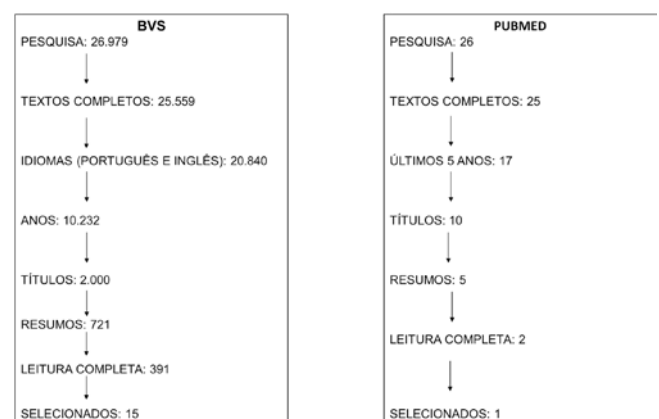 BVS
PESQUISA: 26.979
TEXTOS COMPLETOS: 25.559
IDIOMAS (PORTUGUÊS E INGLÊS): 20.840
ANOS: 10.232
TÍTULOS: 2.000
RESUMOS: 721
LEITURA COMPLETA: 391
SELECIONADOS: 15
PUBMED
PESQUISA: 26
TEXTOS COMPLETOS: 25
ÚLTIMOS 5 ANOS: 17
TÍTULOS: 10
RESUMOS: 5
LEITURA COMPLETA: 2
SELECIONADOS: 1